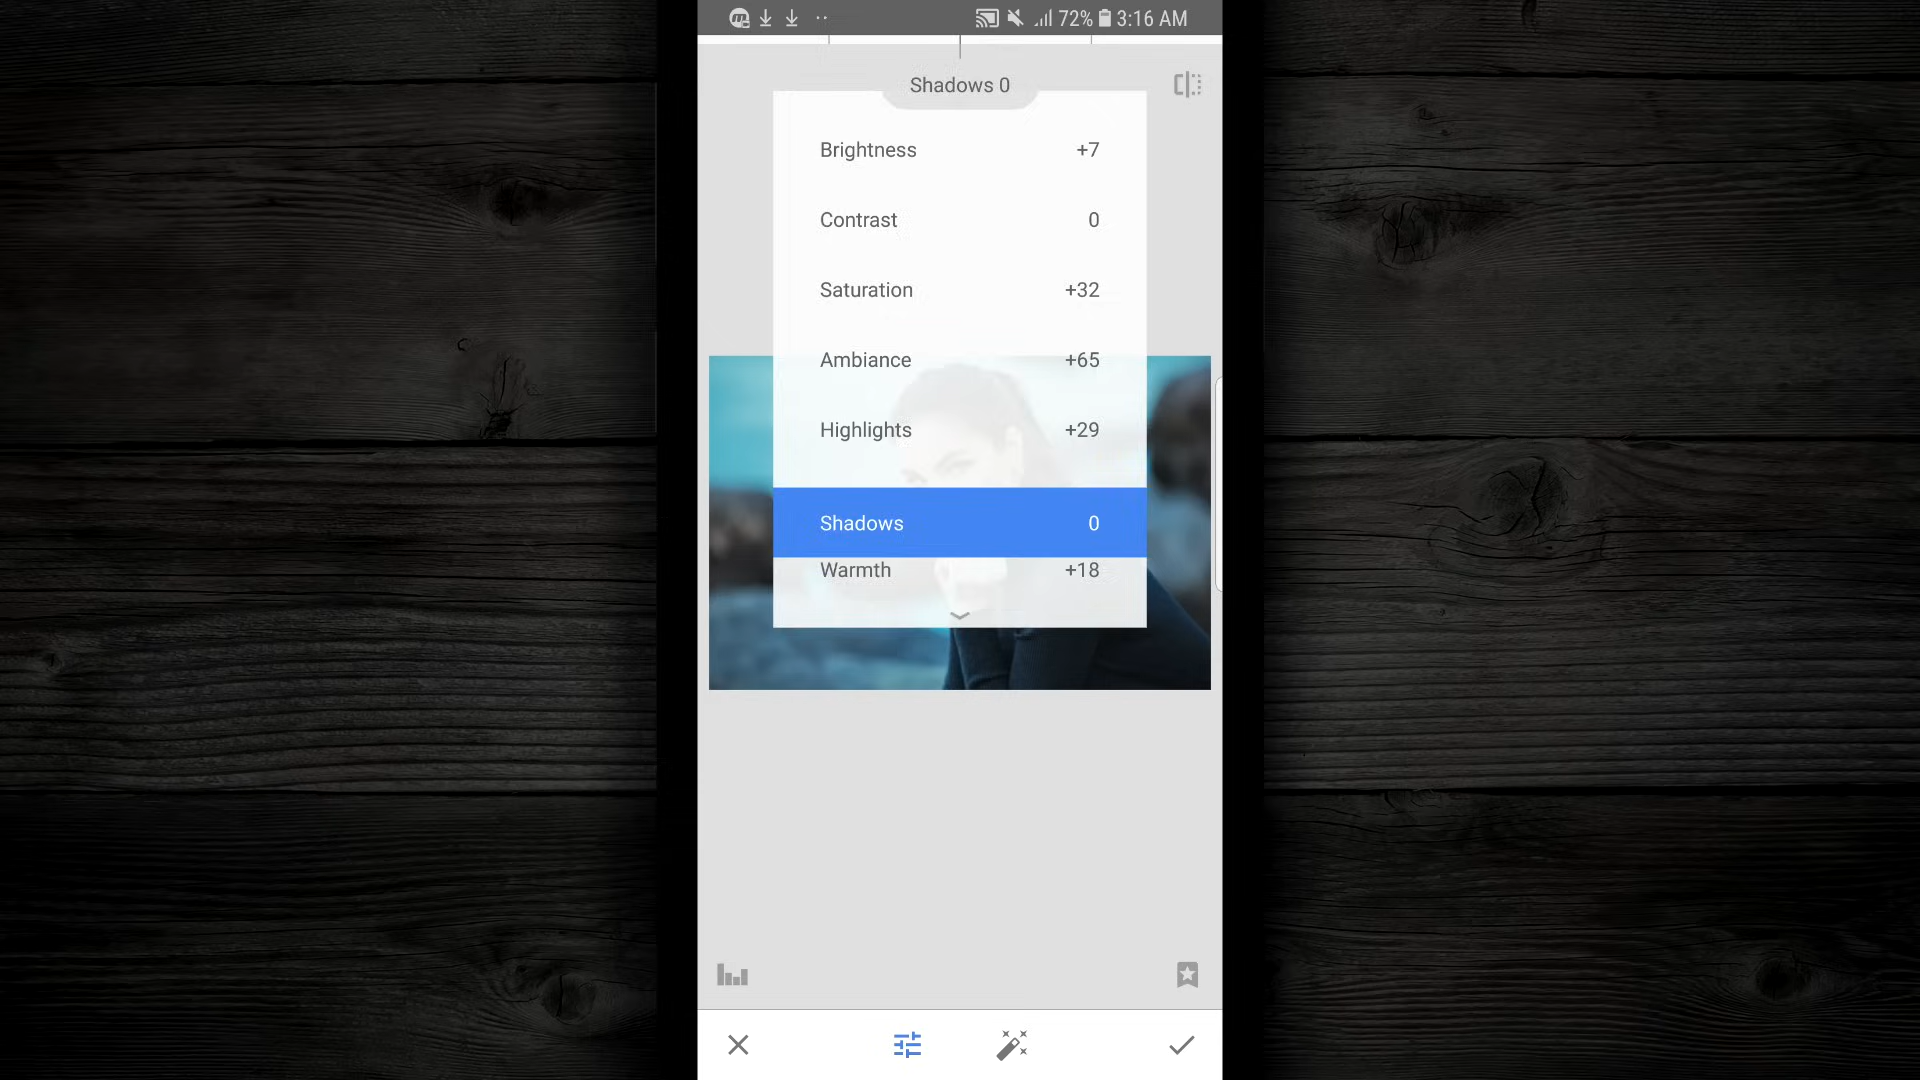 72% 3:16 AM
Shadows 0
Brightness +7
Contrast 0
Saturation +32
Ambiance +65
Highlights +29
Shadows 0
Warmth +18